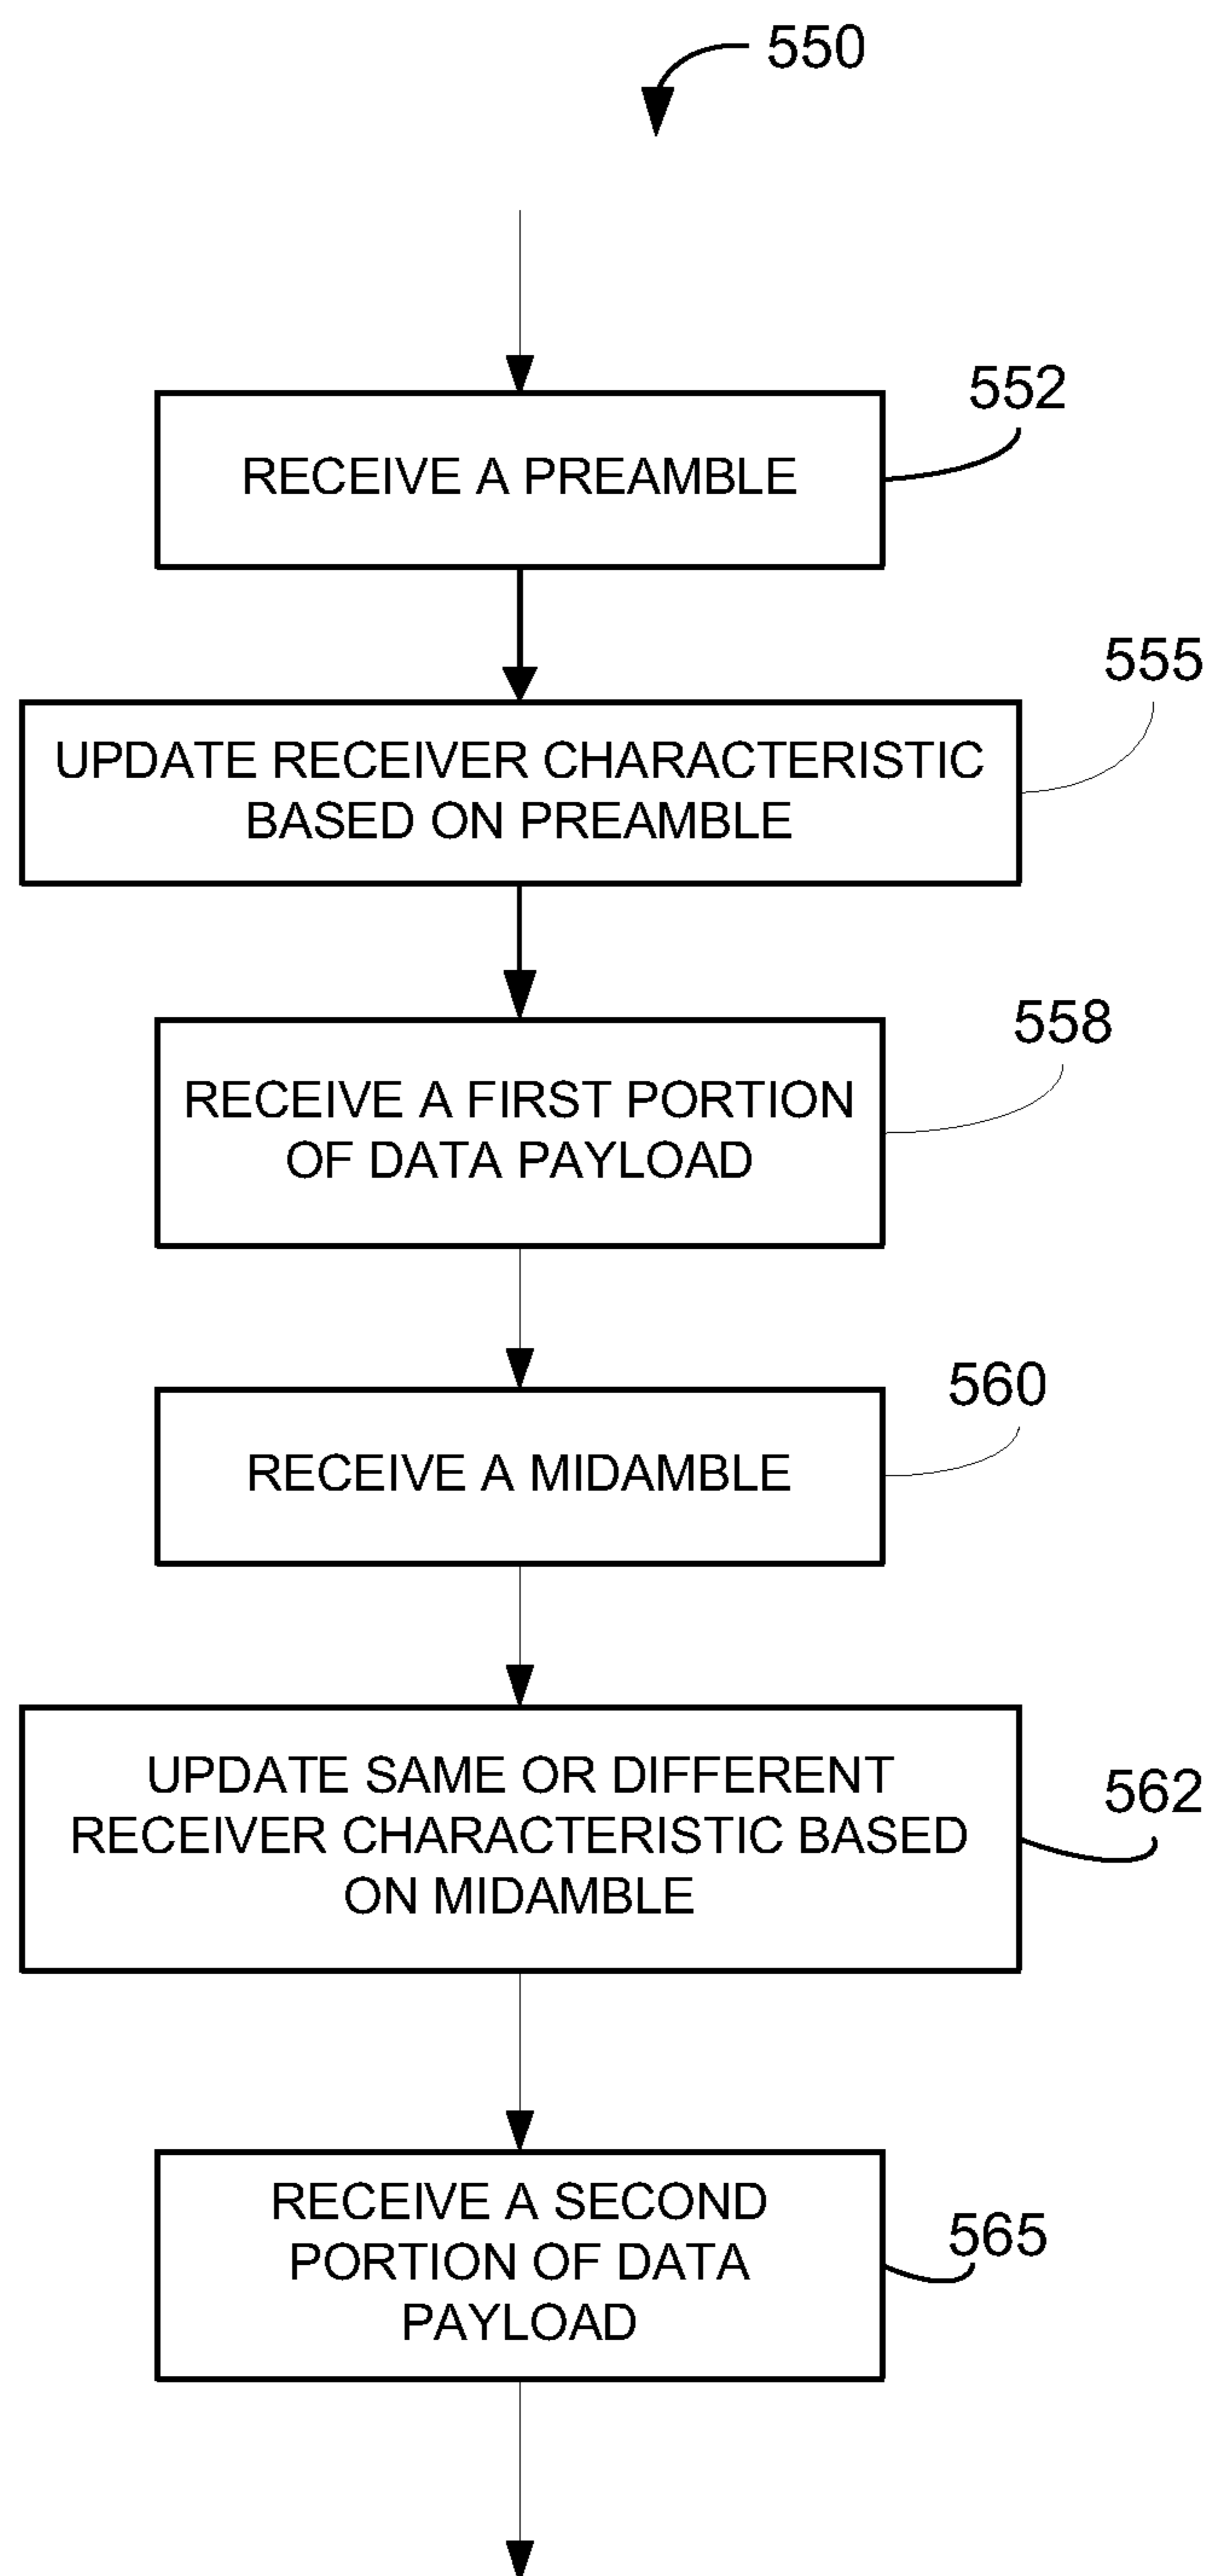 550
552
RECEIVE A PREAMBLE
555
UPDATE RECEIVER CHARACTERISTIC
BASED ON PREAMBLE
558
RECEIVE A FIRST PORTION
OF DATA PAYLOAD
560
RECEIVE A MIDAMBLE
562
UPDATE SAME OR DIFFERENT
RECEIVER CHARACTERISTIC BASED
ON MIDAMBLE
565
RECEIVE A SECOND
PORTION OF DATA
PAYLOAD